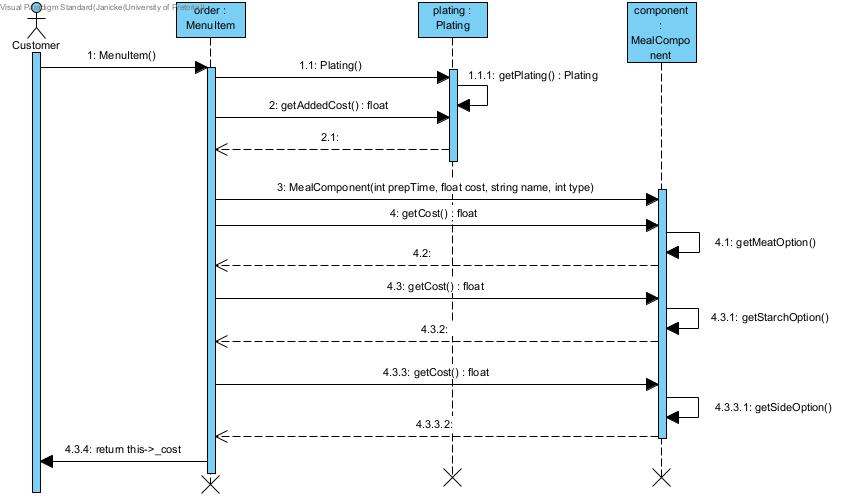 Visual Paradigm Standard(Janicke(University of Pretoria))
order :
MenuItem
plating :
Plating
component
:
MealCompo
nent
Customer
1: MenuItem()
1.1: Plating()
1.1.1: getPlating() : Plating
2: getAddedCost() : float
2.1:
3: MealComponent(int prepTime, float cost, string name, int type)
4: getCost() : float
4.1: getMeatOption()
4.2:
4.3: getCost() : float
4.3.1: getStarchOption()
4.3.2:
4.3.3: getCost() : float
4.3.3.1: getSideOption()
4.3.3.2:
4.3.4: return this->_cost